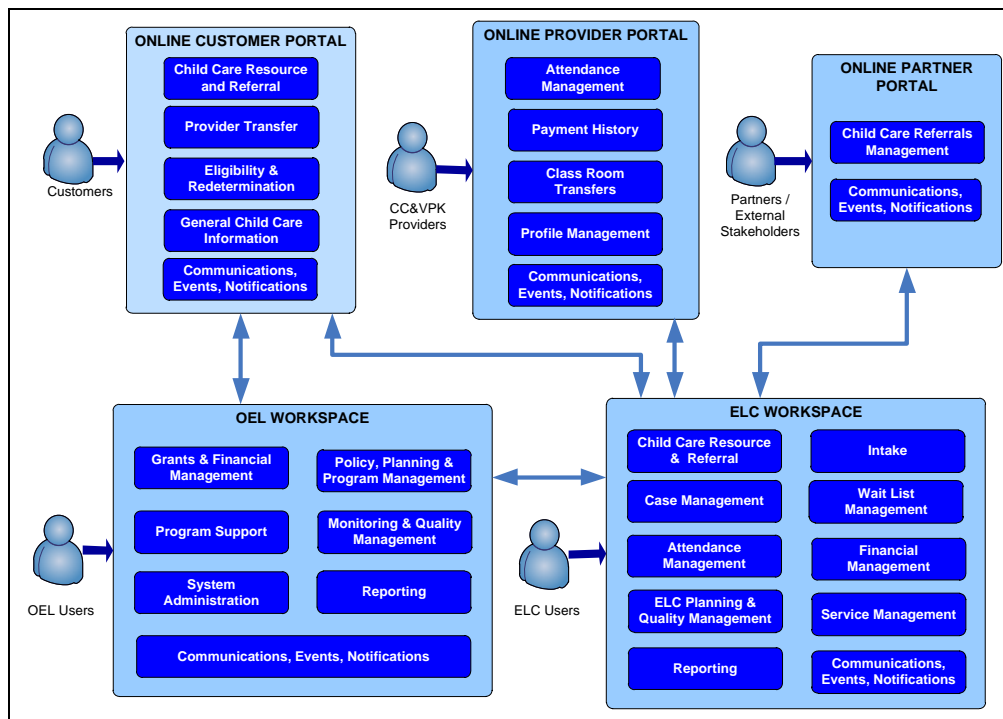 ONLINE CUSTOMER PORTAL
Child Care Resource
and Referral
Provider Transfer
Eligibility &
Redetermination
General Child Care
Information
Communications,
Events, Notifications
Customers
ONLINE PROVIDER PORTAL
Attendance
Management
Payment History
Class Room
Transfers
Profile Management
Communications,
Events, Notifications
CC&VPK
Providers
ONLINE PARTNER
PORTAL
Child Care Referrals
Management
Communications,
Events, Notifications
Partners /
External
Stakeholders
OEL WORKSPACE
Grants & Financial
Management
Policy, Planning &
Program Management
Program Support
Monitoring & Quality
Management
System
Administration
Reporting
Communications, Events, Notifications
OEL Users
ELC WORKSPACE
Child Care Resource
& Referral
Intake
Case Management
Wait List
Management
Attendance
Management
Financial
Management
ELC Planning &
Quality Management
Service Management
Reporting
Communications,
Events, Notifications
ELC Users